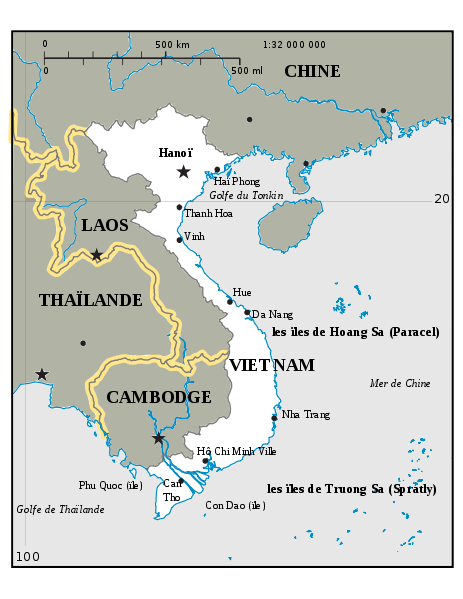 0 500 km 1:32 000 000
0 500 ml
CHINE
Hanoï
Haï Phong
Golfe du Tonkin
20
Thanh Hoa
LAOS
Vinh
THAÏLANDE
Hue
Da Nang
les îles de Hoang Sa (Paracel)
VIETNAM
Mer de Chine
CAMBODGE
Nha Trang
Hô Chi Minh Ville
Phu Quoc (île)
Can
Tho
les îles de Truong Sa (Spratly)
Con Dao (île)
Golfe de Thaïlande
100